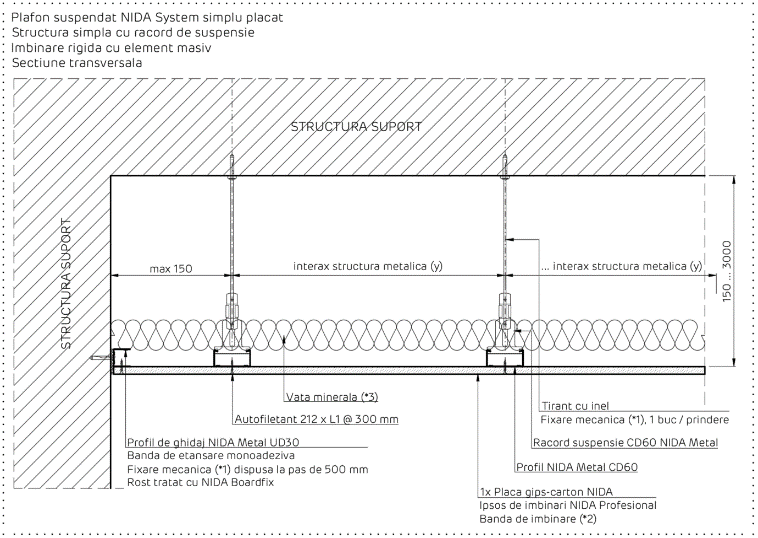 Plafon suspendat NIDA System simplu placat
Structura simpla cu racord de suspensie
Imbinare rigida cu element masiv
Sectiune transversala
STRUCTURA SUPORT
STRUCTURA SUPORT
max 150
interax structura metalica (y)
... interax structura metalica (y)
150 ... 3000
Vata minerala (*3)
Autofiletant 212 x L1 @ 300 mm
Tirant cu inel
Fixare mecanica (*1), 1 buc / prindere
Profil de ghidaj NIDA Metal UD30
Banda de etansare monoadeziva
Fixare mecanica (*1) dispusa la pas de 500 mm
Rost tratat cu NIDA Boardfix
Racord suspensie CD60 NIDA Metal
Profil NIDA Metal CD60
1x Placa gips-carton NIDA
Ipsos de imbinari NIDA Profesional
Banda de imbinare (*2)